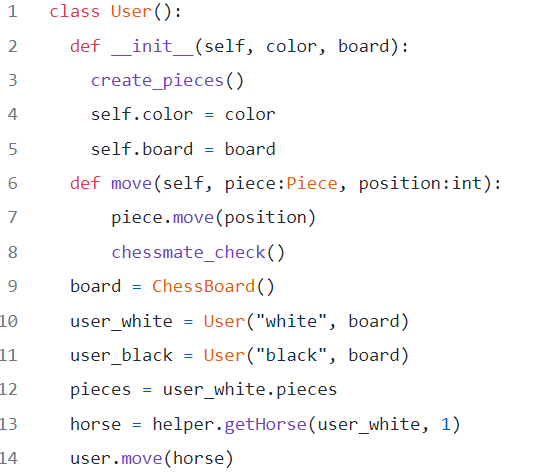 1 class User():
2   def __init__(self, color, board):
3     create_pieces()
4     self.color = color
5     self.board = board
6   def move(self, piece:Piece, position:int):
7       piece.move(position)
8       chessmate_check()
9   board = ChessBoard()
10   user_white = User("white", board)
11   user_black = User("black", board)
12   pieces = user_white.pieces
13   horse = helper.getHorse(user_white, 1)
14   user.move(horse)